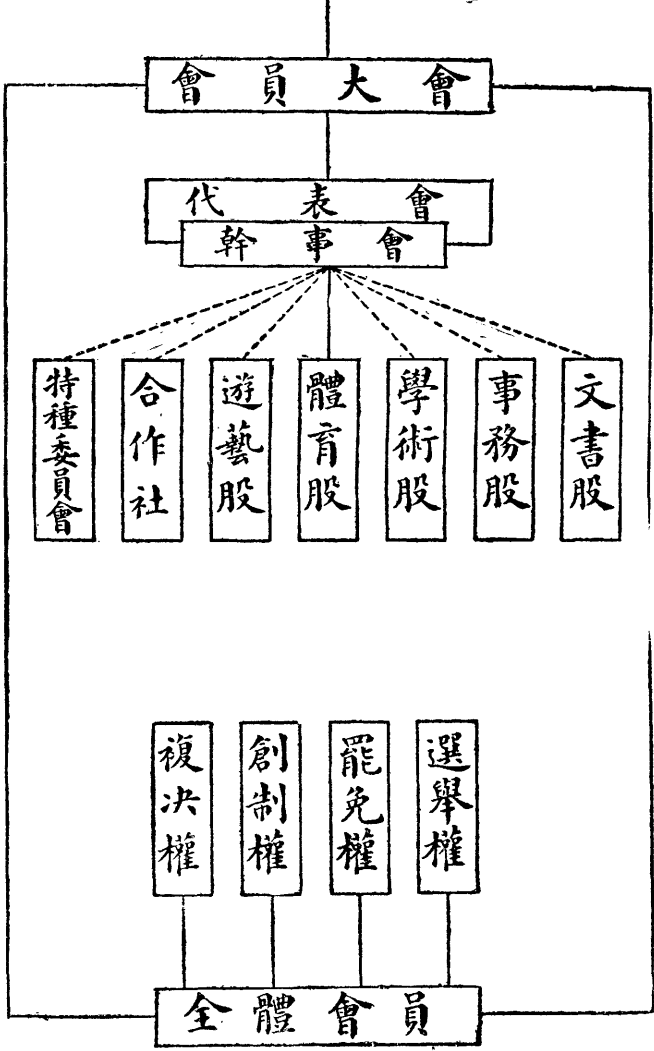 會員大會
代表會
幹事會
文書股
事務股
學術股
體育股
遊藝股
合作社
特種委員會
選舉權
罷免權
創制權
複决權
全體會員